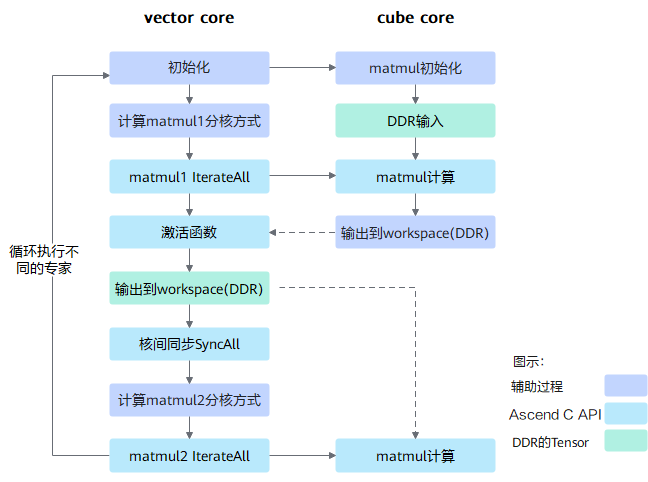 vector core
cube core
初始化
matmul初始化
计算matmul1分核方式
DDR输入
matmul1 IterateAll
matmul计算
激活函数
输出到workspace(DDR)
循环执行不
同的专家
输出到workspace(DDR)
核间同步SyncAll
计算matmul2分核方式
matmul2 IterateAll
matmul计算
图示：
辅助过程
Ascend C API
DDR的Tensor